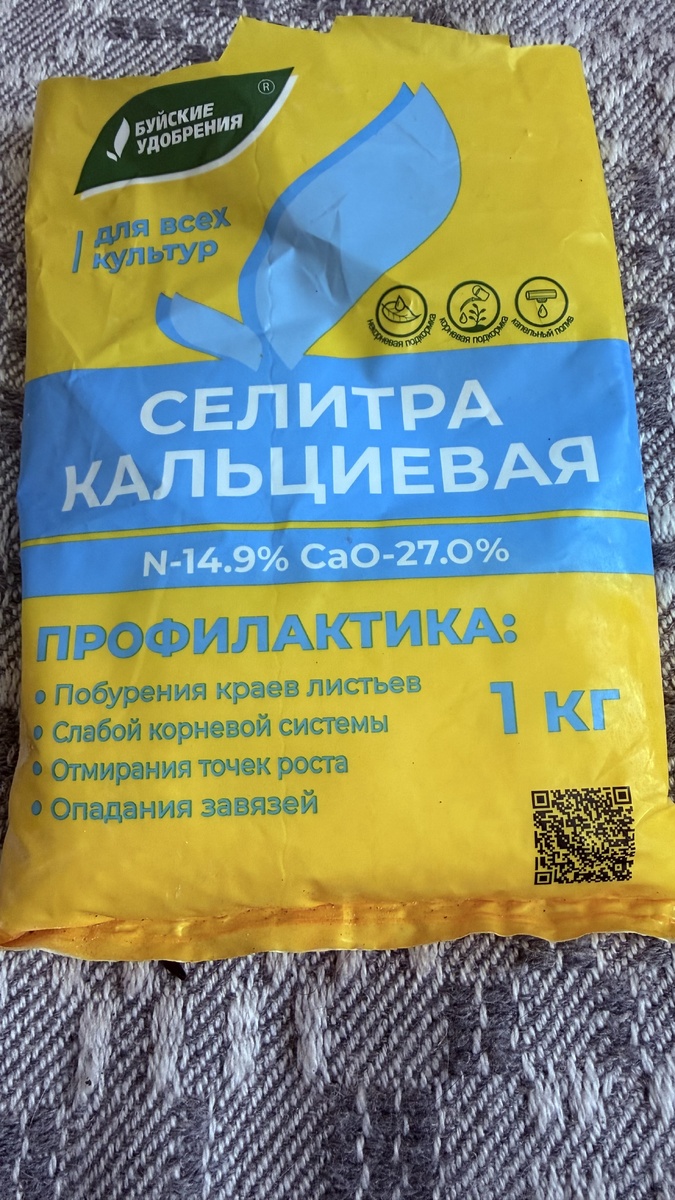 БУЙСКИЕ
УДОБРЕНИЯ
®
для всех
культур
некорневая подкормка
корневая подкормка
капельный полив
СЕЛИТРА
КАЛЬЦИЕВАЯ
N-14.9% CaO-27.0%
ПРОФИЛАКТИКА:
• Побурения краев листьев
• Слабой корневой системы
• Отмирания точек роста
• Опадания завязей
1 кг